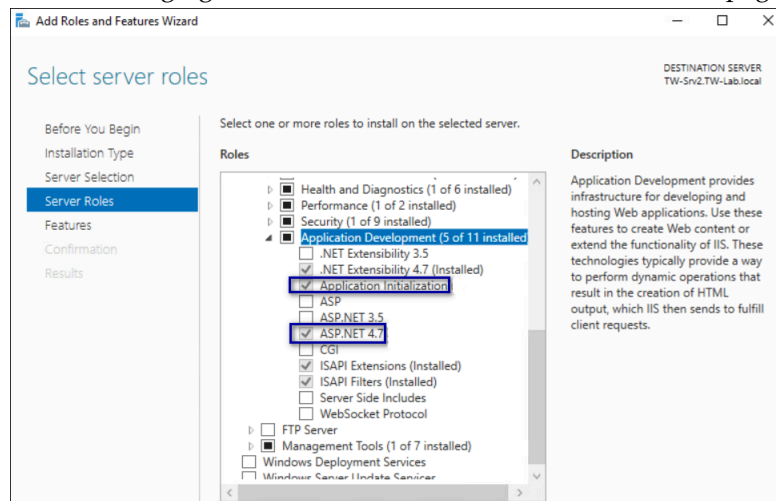 Add Roles and Features Wizard
Select server roles
DESTINATION SERVER
TW-Srv2.TW-Lab.local
Before You Begin
Installation Type
Server Selection
Server Roles
Features
Confirmation
Results
Select one or more roles to install on the selected server.
Roles
Health and Diagnostics (1 of 6 installed)
Performance (1 of 2 installed)
Security (1 of 9 installed)
Application Development (5 of 11 installed
.NET Extensibility 3.5
.NET Extensibility 4.7 (Installed)
Application Initialization
ASP
ASP.NET 3.5
ASP.NET 4.7
CGI
ISAPI Extensions (Installed)
ISAPI Filters (Installed)
Server Side Includes
WebSocket Protocol
FTP Server
Management Tools (1 of 7 installed)
Windows Deployment Services
Windows Server Update Services
Description
Application Development provides
infrastructure for developing and
hosting Web applications. Use these
features to create Web content or
extend the functionality of IIS. These
technologies typically provide a way
to perform dynamic operations that
result in the creation of HTML
output, which IIS then sends to fulfill
client requests.